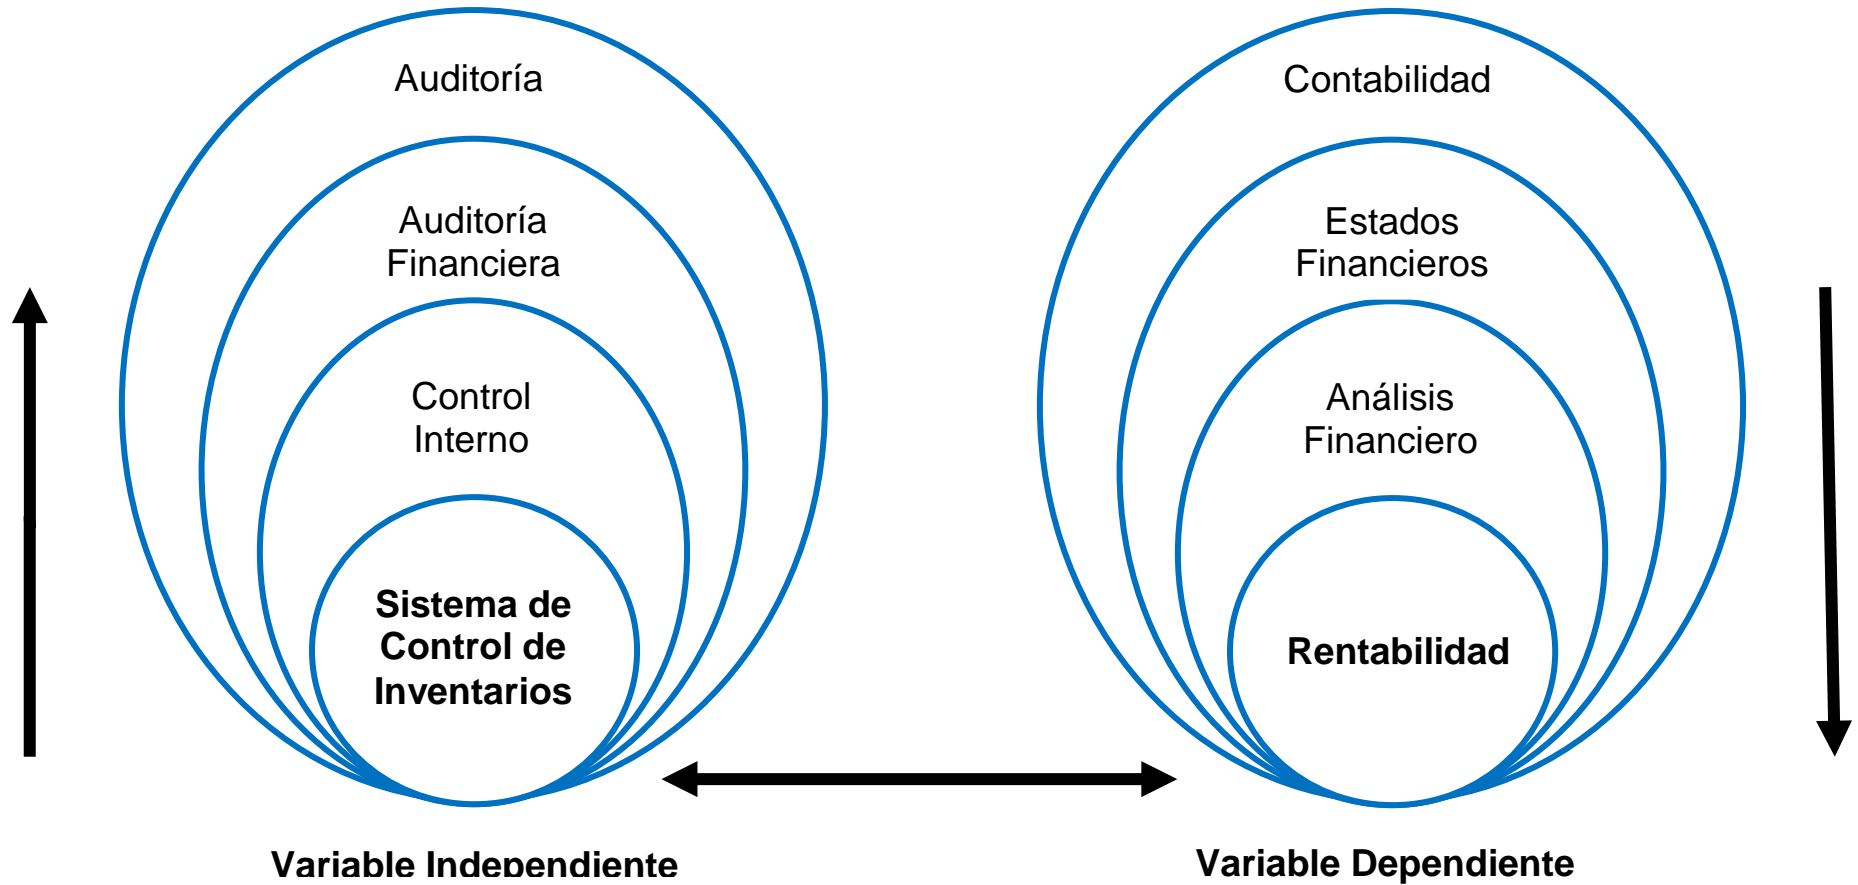 Auditoría
Auditoría
Financiera
Control
Interno
Sistema de
Control de
Inventarios
Variable Independiente
Contabilidad
Estados
Financieros
Análisis
Financiero
Rentabilidad
Variable Dependiente